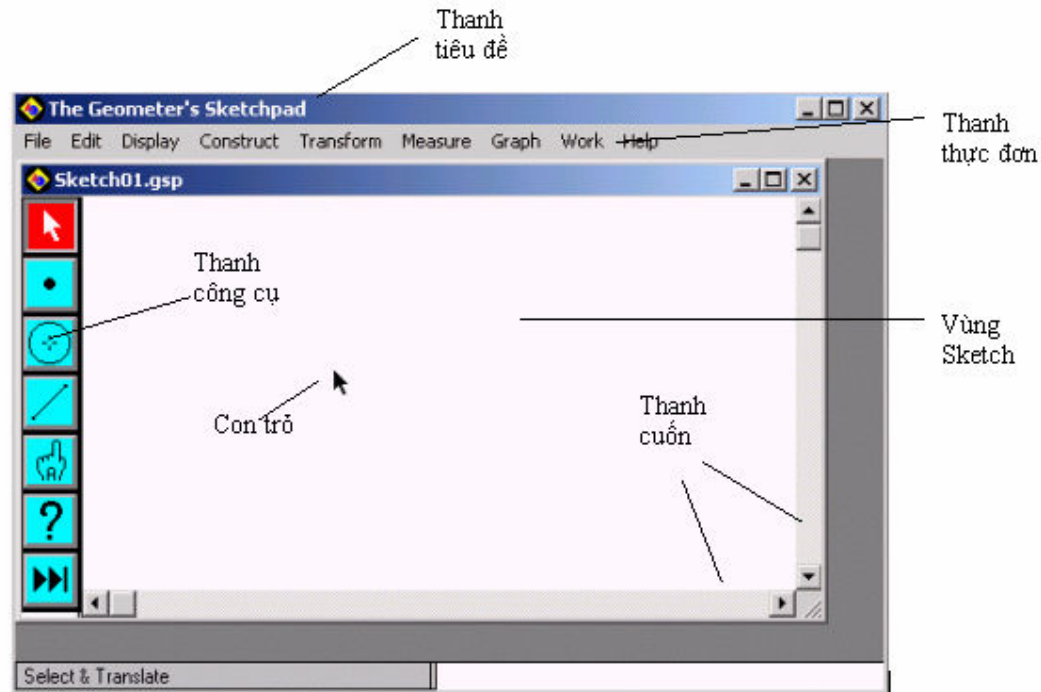 Thanh
tiêu đề
The Geometer's Sketchpad
File Edit Display Construct Transform Measure Graph Work Help
Thanh
thực đơn
Sketch01.gsp
Thanh
công cụ
Vùng
Sketch
Con trỏ
Thanh
cuốn
A
?
Select & Translate